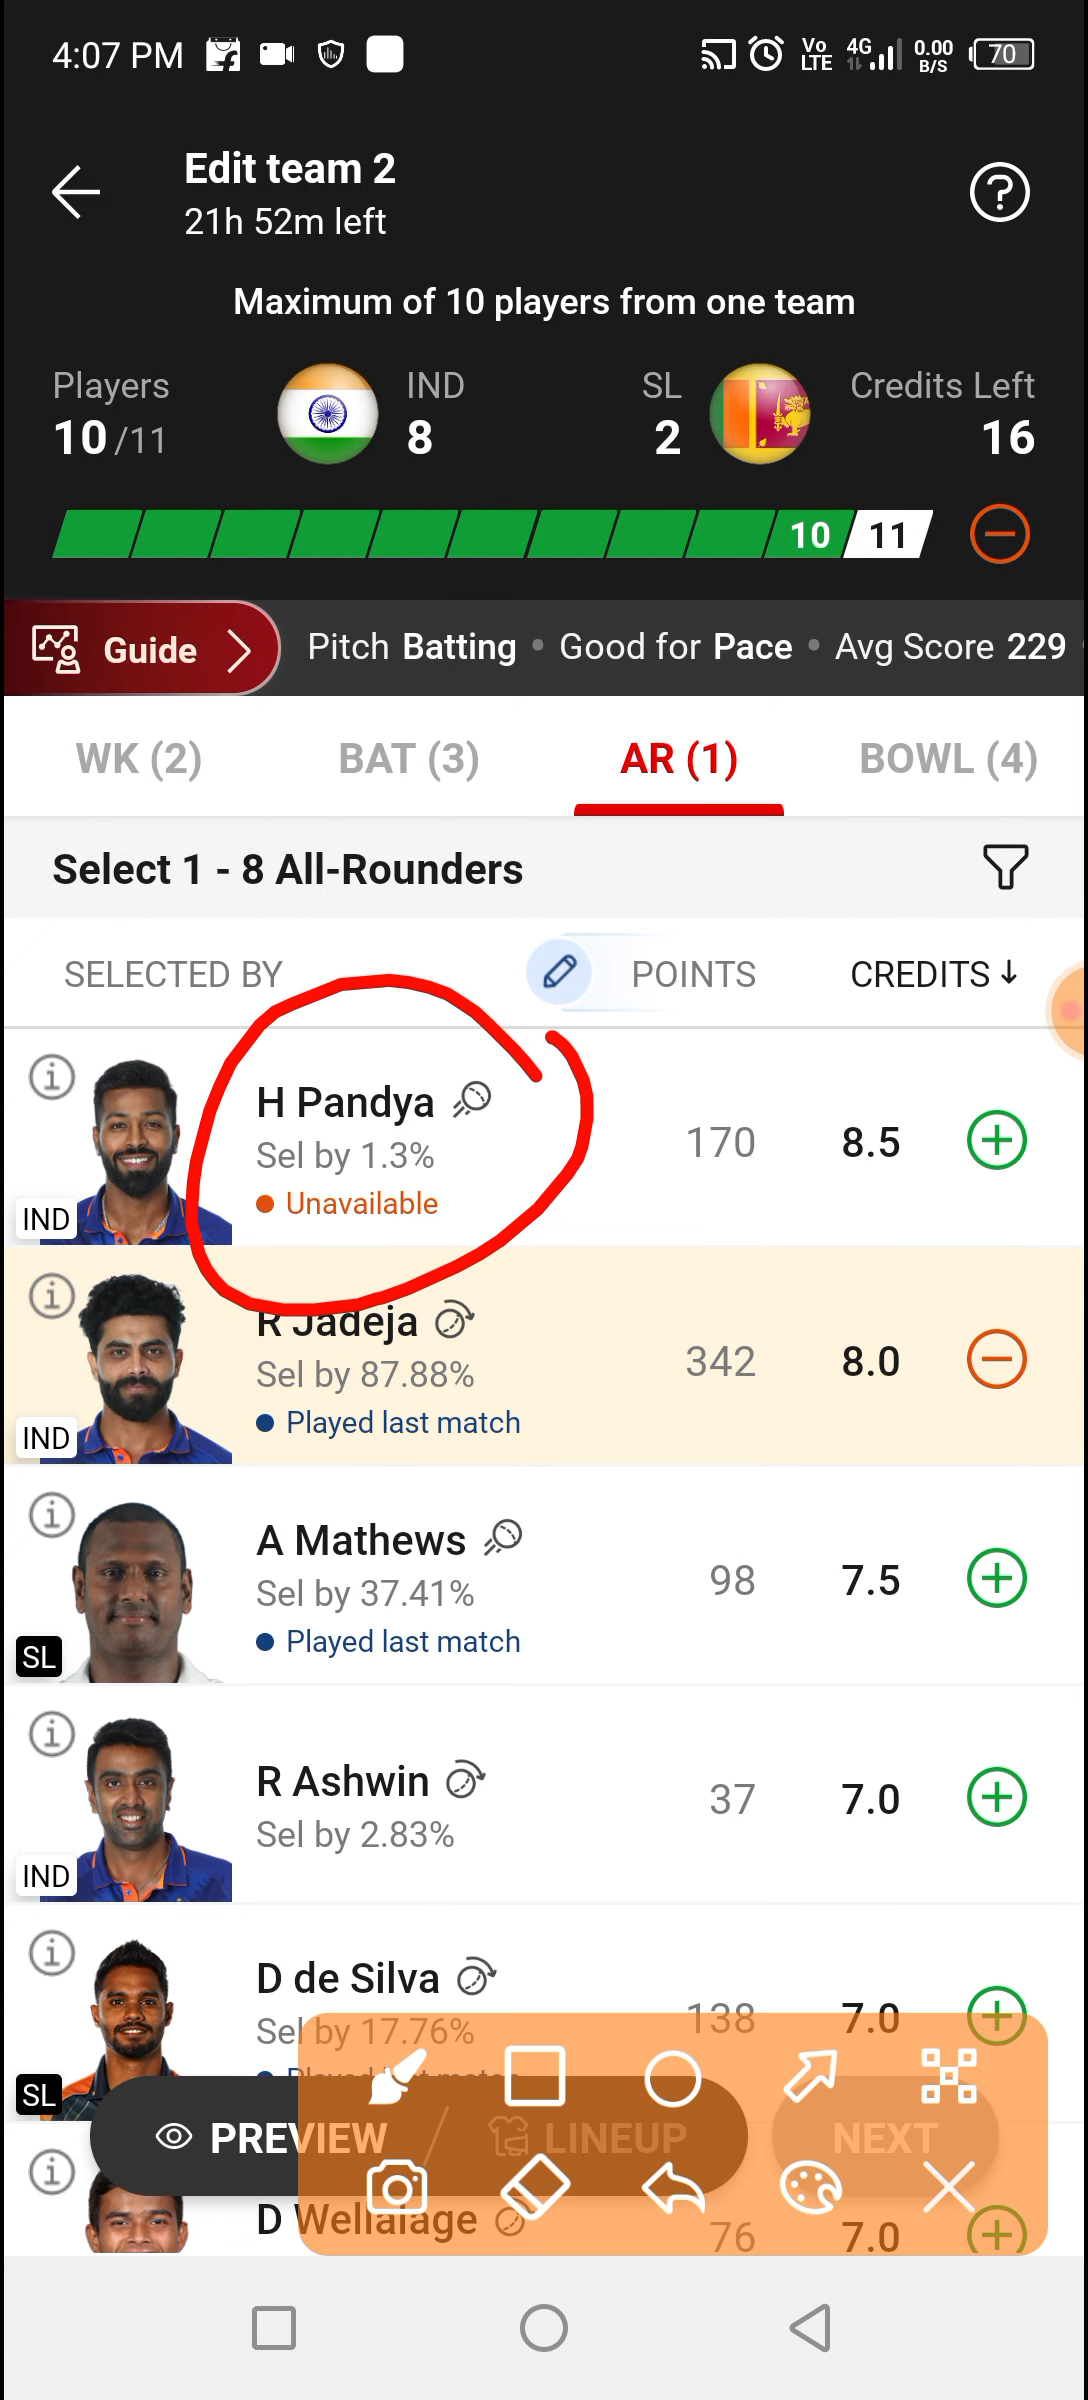 4:07 PM
Vo LTE 4G 0.00 B/S 70
Edit team 2
21h 52m left
Maximum of 10 players from one team
Players IND SL Credits Left
10/11 8 2 16
10 11
Guide Pitch Batting • Good for Pace • Avg Score 229
WK (2) BAT (3) AR (1) BOWL (4)
Select 1 - 8 All-Rounders
SELECTED BY POINTS CREDITS ↓
H Pandya
Sel by 1.3% 170 8.5
Unavailable
IND
R Jadeja
Sel by 87.88% 342 8.0
Played last match
IND
A Mathews
Sel by 37.41% 98 7.5
Played last match
SL
R Ashwin 37 7.0
Sel by 2.83%
IND
D de Silva
Sel by 17.76% 138 7.0
Played last match
SL
PREVIEW / LINEUP NEXT
D Wellalage 76 7.0